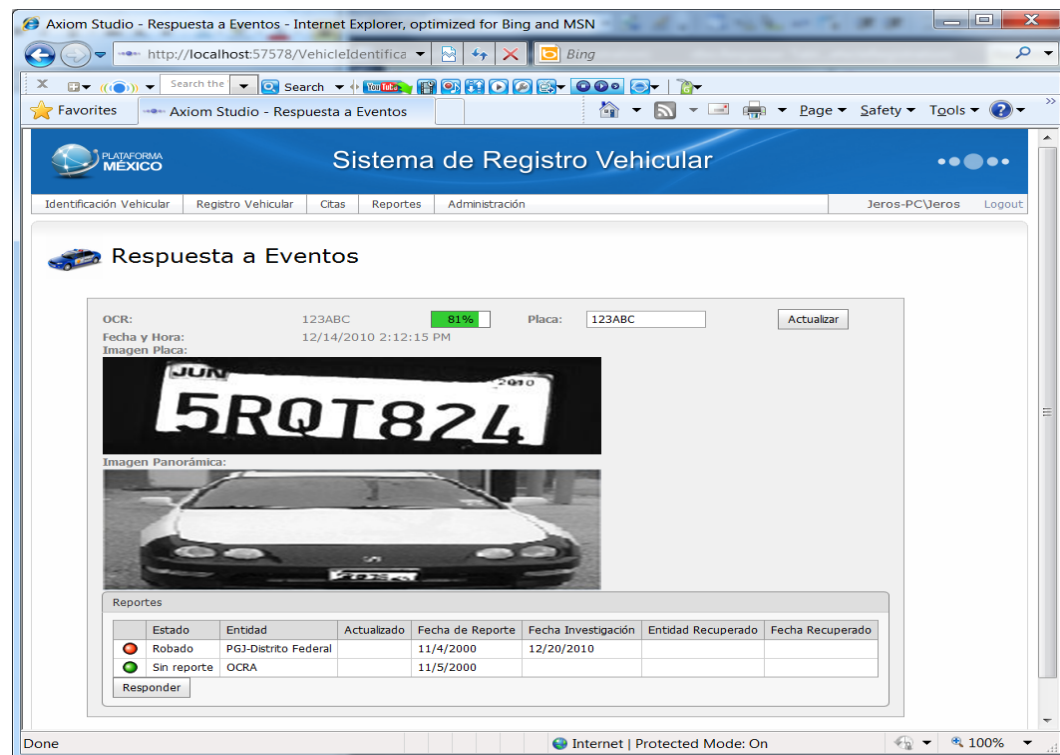 Axiom Studio - Respuesta a Eventos - Internet Explorer, optimized for Bing and MSN
http://localhost:57578/VehicleIdentifica
Bing
X
Search the
Search
You Tube
Favorites
Axiom Studio - Respuesta a Eventos
Page
Safety
Tools
PLATAFORMA
MÉXICO
Sistema de Registro Vehicular
Identificación Vehicular
Registro Vehicular
Citas
Reportes
Administración
Jeros-PC\Jeros
Logout
Respuesta a Eventos
OCR: 123ABC 81% Placa: 123ABC Actualizar
Fecha y Hora: 12/14/2010 2:12:15 PM
Imagen Placa:
JUN 2010
5RQT824
Imagen Panorámica:
Reportes
Estado Entidad Actualizado Fecha de Reporte Fecha Investigación Entidad Recuperado Fecha Recuperado
Robado PGJ-Distrito Federal 11/4/2000 12/20/2010
Sin reporte OCRA 11/5/2000
Responder
Done
Internet | Protected Mode: On
100%